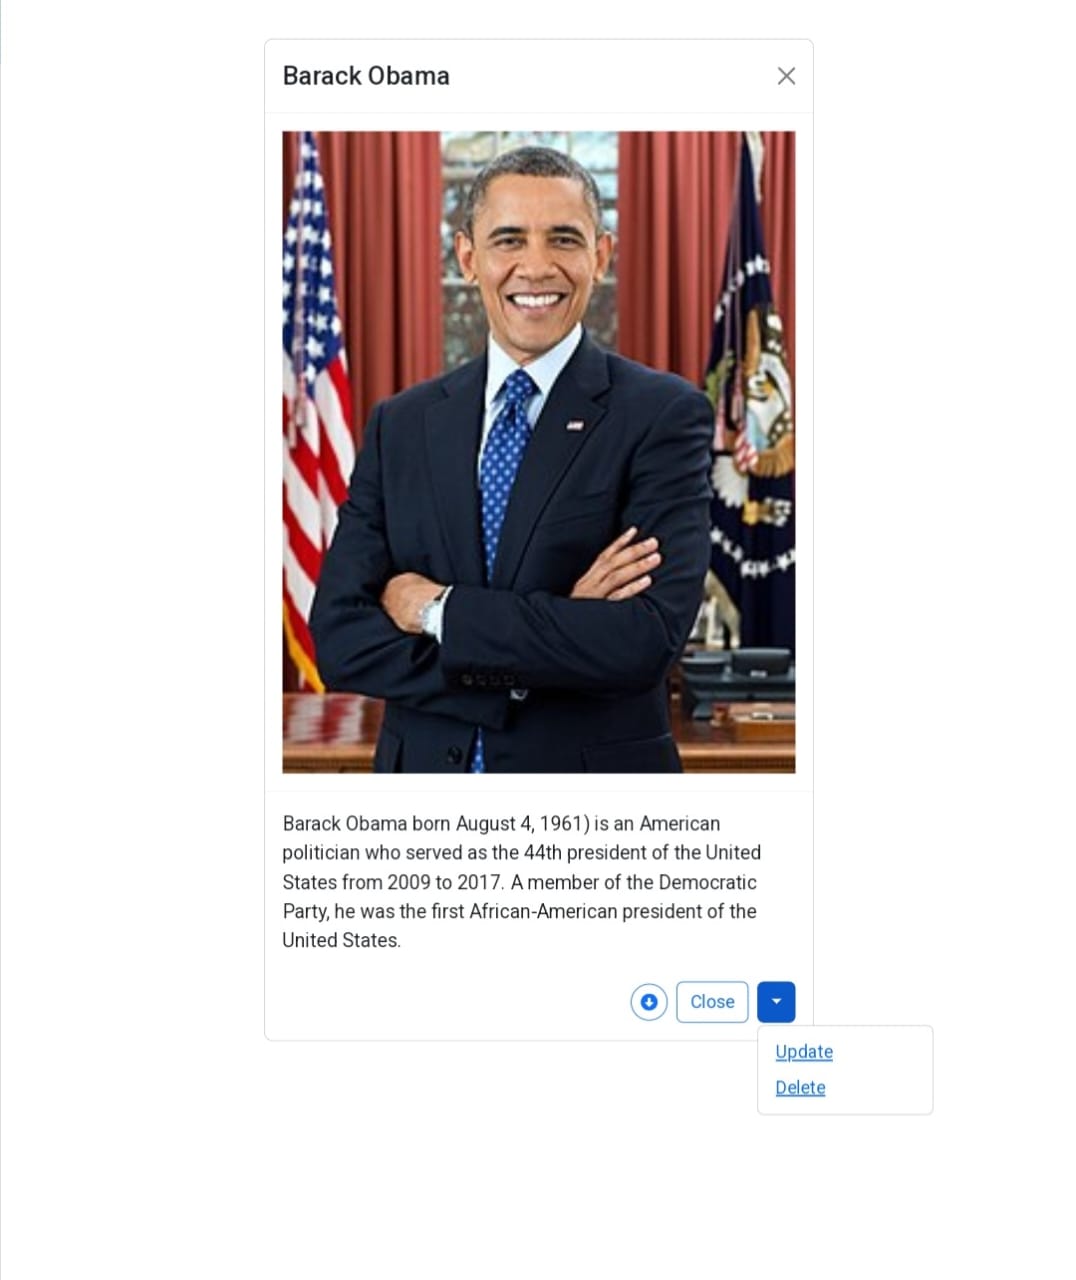 Barack Obama
Barack Obama born August 4, 1961) is an American
politician who served as the 44th president of the United
States from 2009 to 2017. A member of the Democratic
Party, he was the first African-American president of the
United States.
Close
Update
Delete